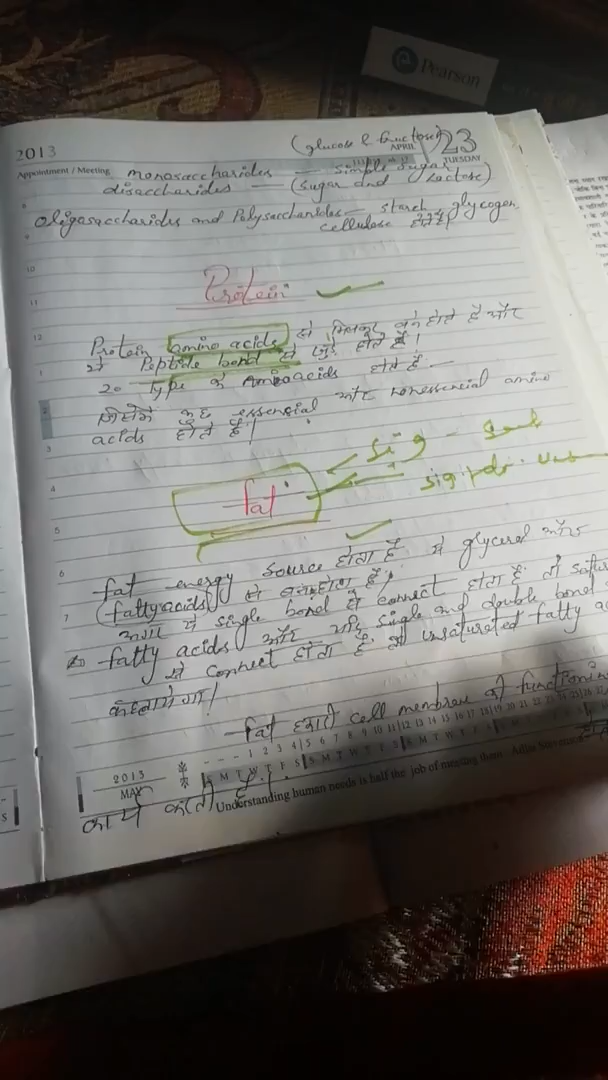 Pearson
2013
(glucose & fructose)
APRIL 23
TUESDAY
Appointment / Meeting
monosaccharides — simple sugar
disaccharides — (sugar and lactose)
Oligosaccharides and Polysaccharides — starch, glycogen,
cellulose होते हैं।
Protein
Protein amino acids से मिलकर बने होते हैं और
ये Peptide bond से जुड़े होते हैं।
20 Type के Aminoacids होते हैं —
जिसमें कुछ essencial और nonessencial amino
acids होते हैं।
fat
fat energy source होता है ये glycerol और
(fattyacids) से बना होता है।
अगर ये single bond से connect होता है तो
fatty acids और यदि single and double bond
से connect होता है तो unsaturated fatty
कहलायेगा।
fat हमारी cell membrane की
2013
MAY
1 2 3 4 5 6 7 8 9 10 11 12 13 14 15 16 17 18 19 20 21 22 23 24 25
Understanding human needs is half the job of meeting them Adlai Stevenson
कार्य करती है।